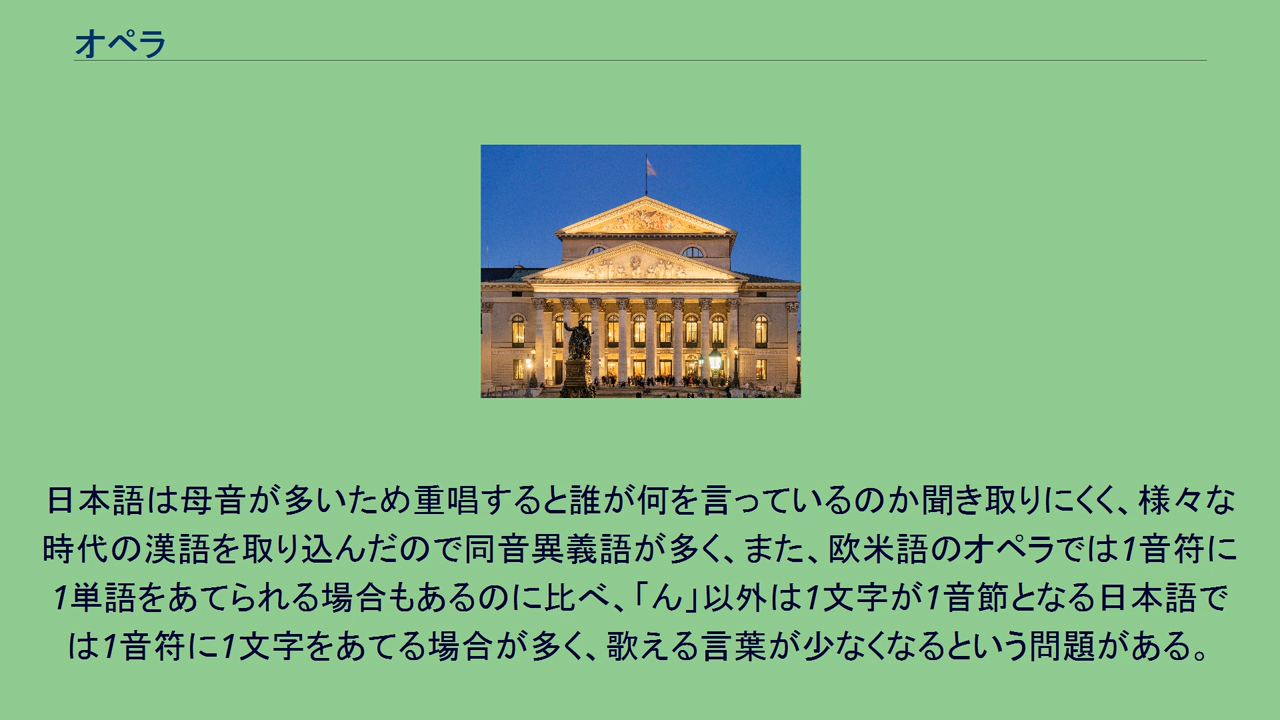 オペラ
日本語は母音が多いため重唱すると誰が何を言っているのか聞き取りにくく、様々な
時代の漢語を取り込んだので同音異義語が多く、また、欧米語のオペラでは1音符に
1単語をあてられる場合もあるのに比べ、「ん」以外は1文字が1音節となる日本語で
は1音符に1文字をあてる場合が多く、歌える言葉が少なくなるという問題がある。